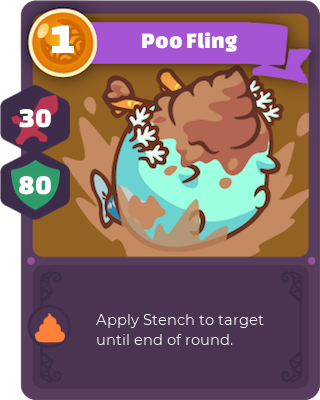 1
Poo Fling
30
80
Apply Stench to target
until end of round.